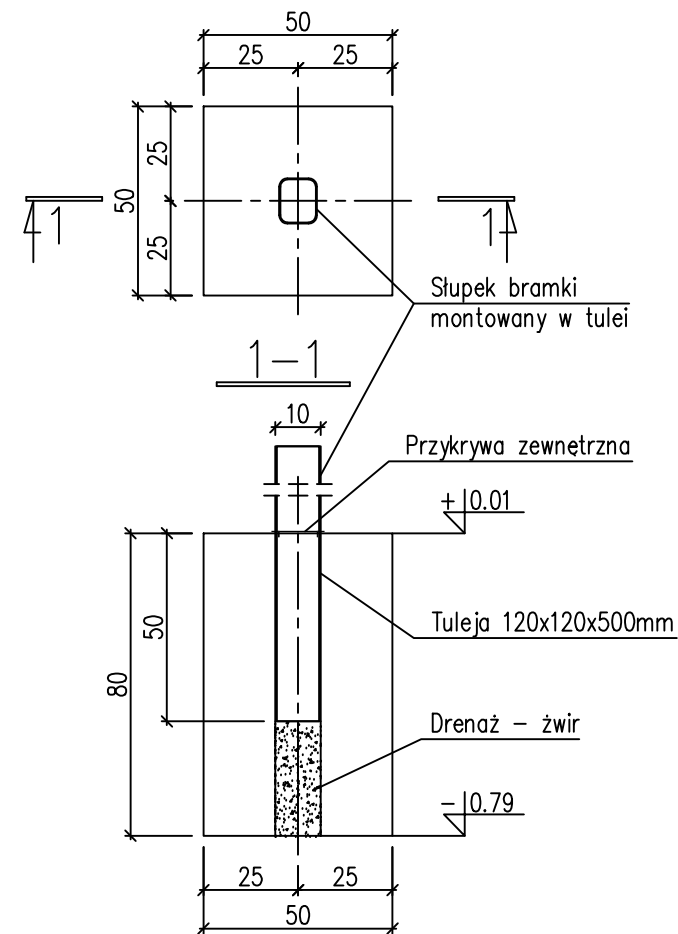 50
25 25
25
50
25
1 1
Słupek bramki
montowany w tulei
1-1
10
Przykrywa zewnętrzna
+ 0.01
50
Tuleja 120x120x500mm
80
Drenaż - żwir
- 0.79
25 25
50